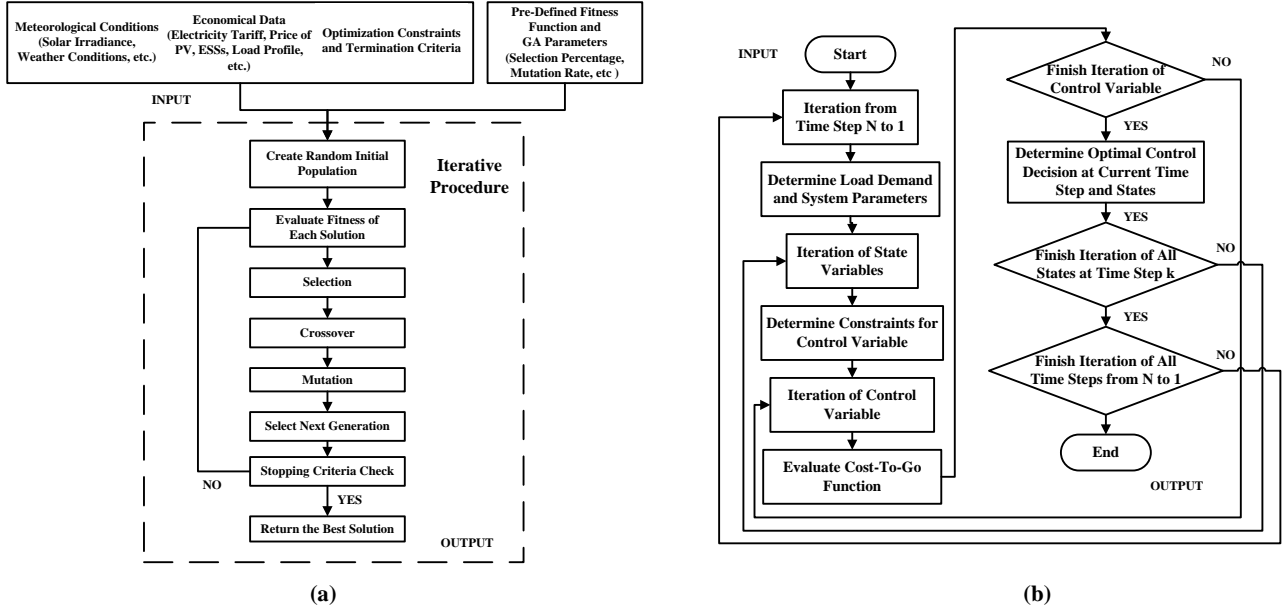 Meteorological Conditions
(Solar Irradiance,
Weather Conditions, etc.)
Economical Data
(Electricity Tariff, Price of
PV, ESSs, Load Profile,
etc.)
Optimization Constraints
and Termination Criteria
Pre-Defined Fitness
Function and
GA Parameters
(Selection Percentage,
Mutation Rate, etc )
INPUT
Iterative
Procedure
Create Random Initial
Population
Evaluate Fitness of
Each Solution
Selection
Crossover
Mutation
Select Next Generation
Stopping Criteria Check
NO
YES
Return the Best Solution
OUTPUT
(a)
INPUT
Start
Iteration from
Time Step N to 1
Determine Load Demand
and System Parameters
Iteration of State
Variables
Determine Constraints for
Control Variable
Iteration of Control
Variable
Evaluate Cost-To-Go
Function
Finish Iteration of
Control Variable
NO
YES
Determine Optimal Control
Decision at Current Time
Step and States
YES
Finish Iteration of All
States at Time Step k
NO
YES
Finish Iteration of All
Time Steps from N to 1
NO
End
OUTPUT
(b)